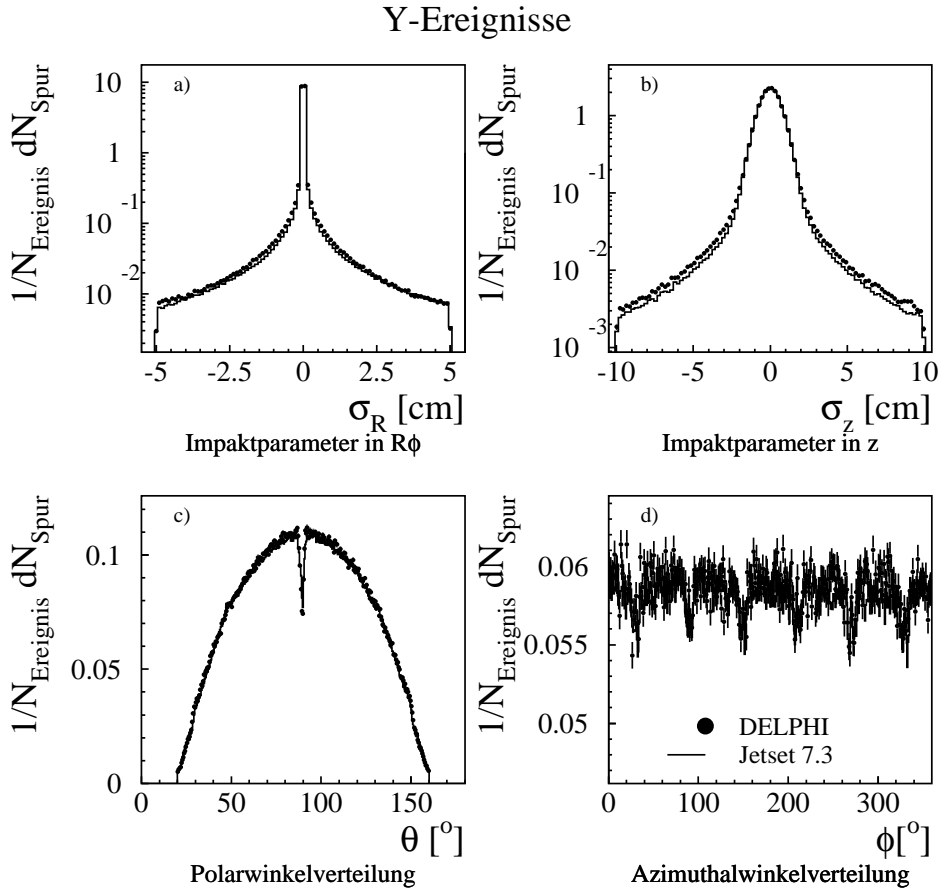 Y-Ereignisse
a)
1/N_Ereignis dN_Spur
10
1
10^-1
10^-2
-5 -2.5 0 2.5 5
σ_R [cm]
Impaktparameter in Rϕ
b)
1/N_Ereignis dN_Spur
1
10^-1
10^-2
10^-3
-10 -5 0 5 10
σ_z [cm]
Impaktparameter in z
c)
1/N_Ereignis dN_Spur
0.1
0.05
0
0 50 100 150
θ [°]
Polarwinkelverteilung
d)
1/N_Ereignis dN_Spur
0.06
0.055
0.05
DELPHI
Jetset 7.3
0 100 200 300
ϕ[°]
Azimuthalwinkelverteilung